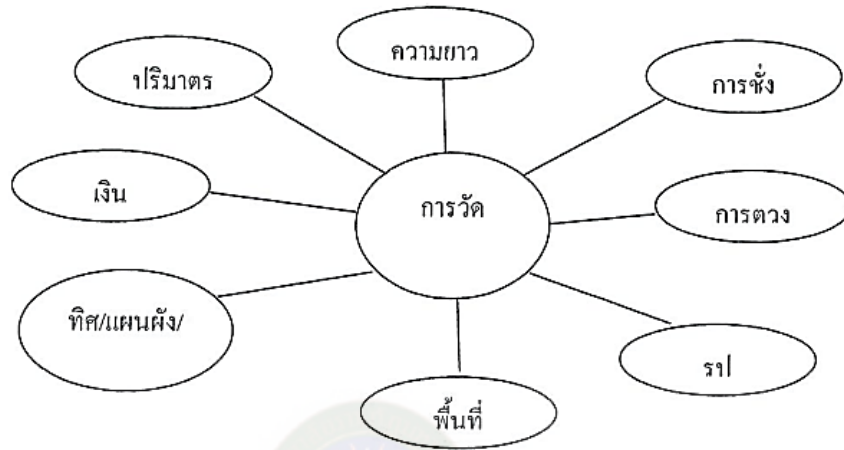 ความยาว
ปริมาตร
การชั่ง
เงิน
การวัด
การตวง
ทิศ/แผนผัง/
รป
พื้นที่